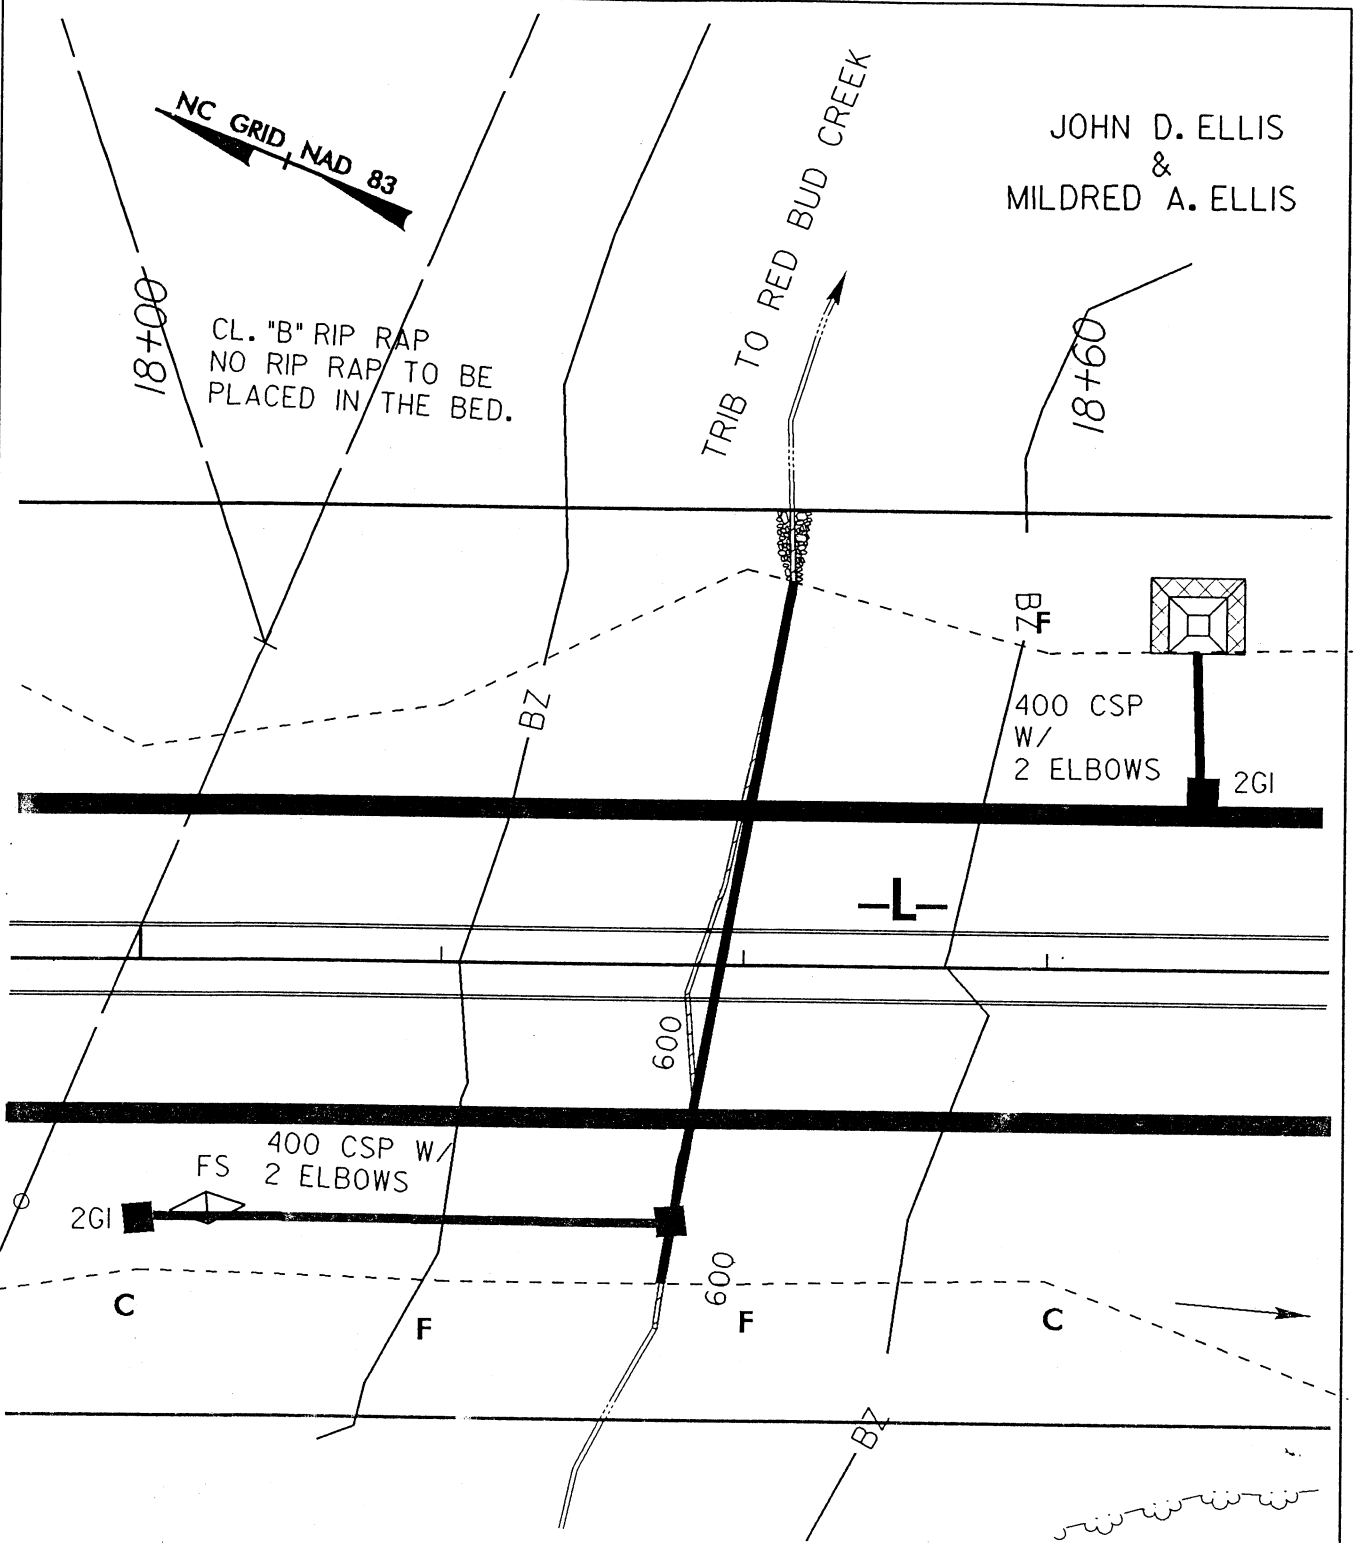 NC GRID NAD 83
JOHN D. ELLIS
&
MILDRED A. ELLIS
TRIB TO RED BUD CREEK
18+00
CL. "B" RIP RAP
NO RIP RAP TO BE
PLACED IN THE BED.
18+60
BZ
F
BZ
400 CSP
W/
2 ELBOWS
2GI
-L-
600
400 CSP W/
2 ELBOWS
FS
2GI
600
C
F
F
C
BZ